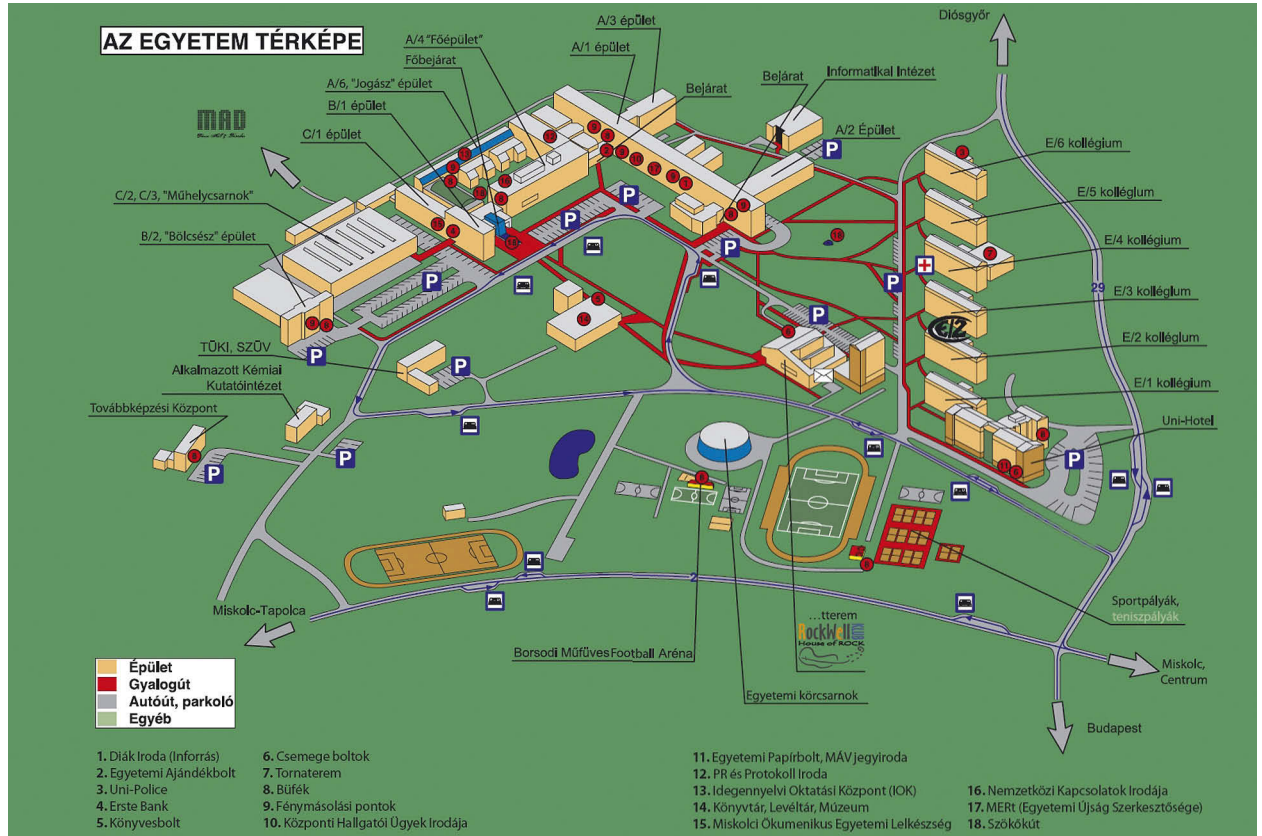 AZ EGYETEM TÉRKÉPE
Diósgyőr
A/3 épület
A/4 "Főépület"
A/1 épület
Főbejárat
Bejárat
Bejárat
Informatikal Intézet
A/6, "Jogász" épület
B/1 épület
C/1 épület
MAD
A/2 Épület
E/6 kollégium
E/5 kollégium
C/2, C/3, "Műhelycsarnok"
B/2, "Bölcsész" épület
E/4 kollégium
E/3 kollégium
29
E/2 kollégium
E/1 kollégium
TÜKI, SZÜV
Alkalmazott Kémiai
Kutatóintézet
Továbbképzési Központ
Uni-Hotel
2
Miskolc-Tapolca
Sportpályák,
teniszpályák
...tterem
RockWell
KLUB
House of ROCK
Borsodi Műfüves Football Aréna
Egyetemi körcsarnok
Miskolc,
Centrum
Budapest
Épület
Gyalogút
Autóút, parkoló
Egyéb
1. Diák Iroda (Inforrás)
2. Egyetemi Ajándékbolt
3. Uni-Police
4. Erste Bank
5. Könyvesbolt
6. Csemege boltok
7. Tornaterem
8. Büfék
9. Fénymásolási pontok
10. Központi Hallgatói Ügyek Irodája
11. Egyetemi Papírbolt, MÁV jegyiroda
12. PR és Protokoll Iroda
13. Idegennyelvi Oktatási Központ (IOK)
14. Könyvtár, Levéltár, Múzeum
15. Miskolci Ökumenikus Egyetemi Lelkészség
16. Nemzetközi Kapcsolatok Irodája
17. MERt (Egyetemi Újság Szerkesztősége)
18. Szökőkút